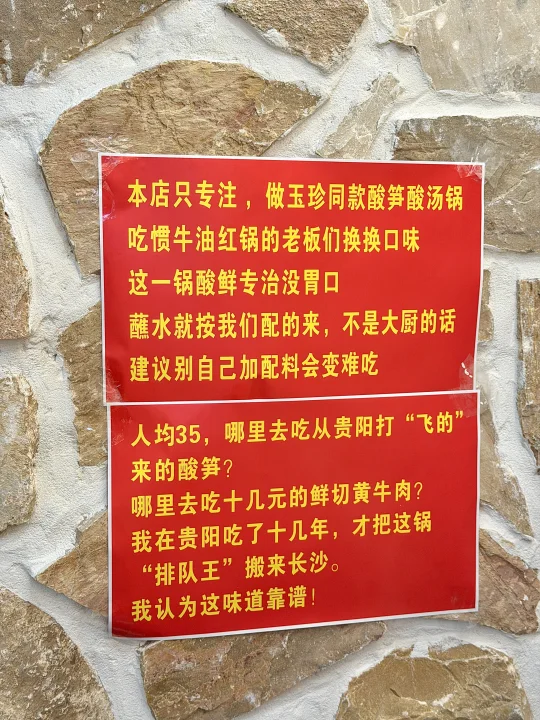 本店只专注，做玉珍同款酸笋酸汤锅
吃惯牛油红锅的老板们换换口味
这一锅酸鲜专治没胃口
蘸水就按我们配的来，不是大厨的话
建议别自己加配料会变难吃
人均35，哪里去吃从贵阳打“飞的”
来的酸笋？
哪里去吃十几元的鲜切黄牛肉？
我在贵阳吃了十几年，才把这锅
“排队王”搬来长沙。
我认为这味道靠谱！